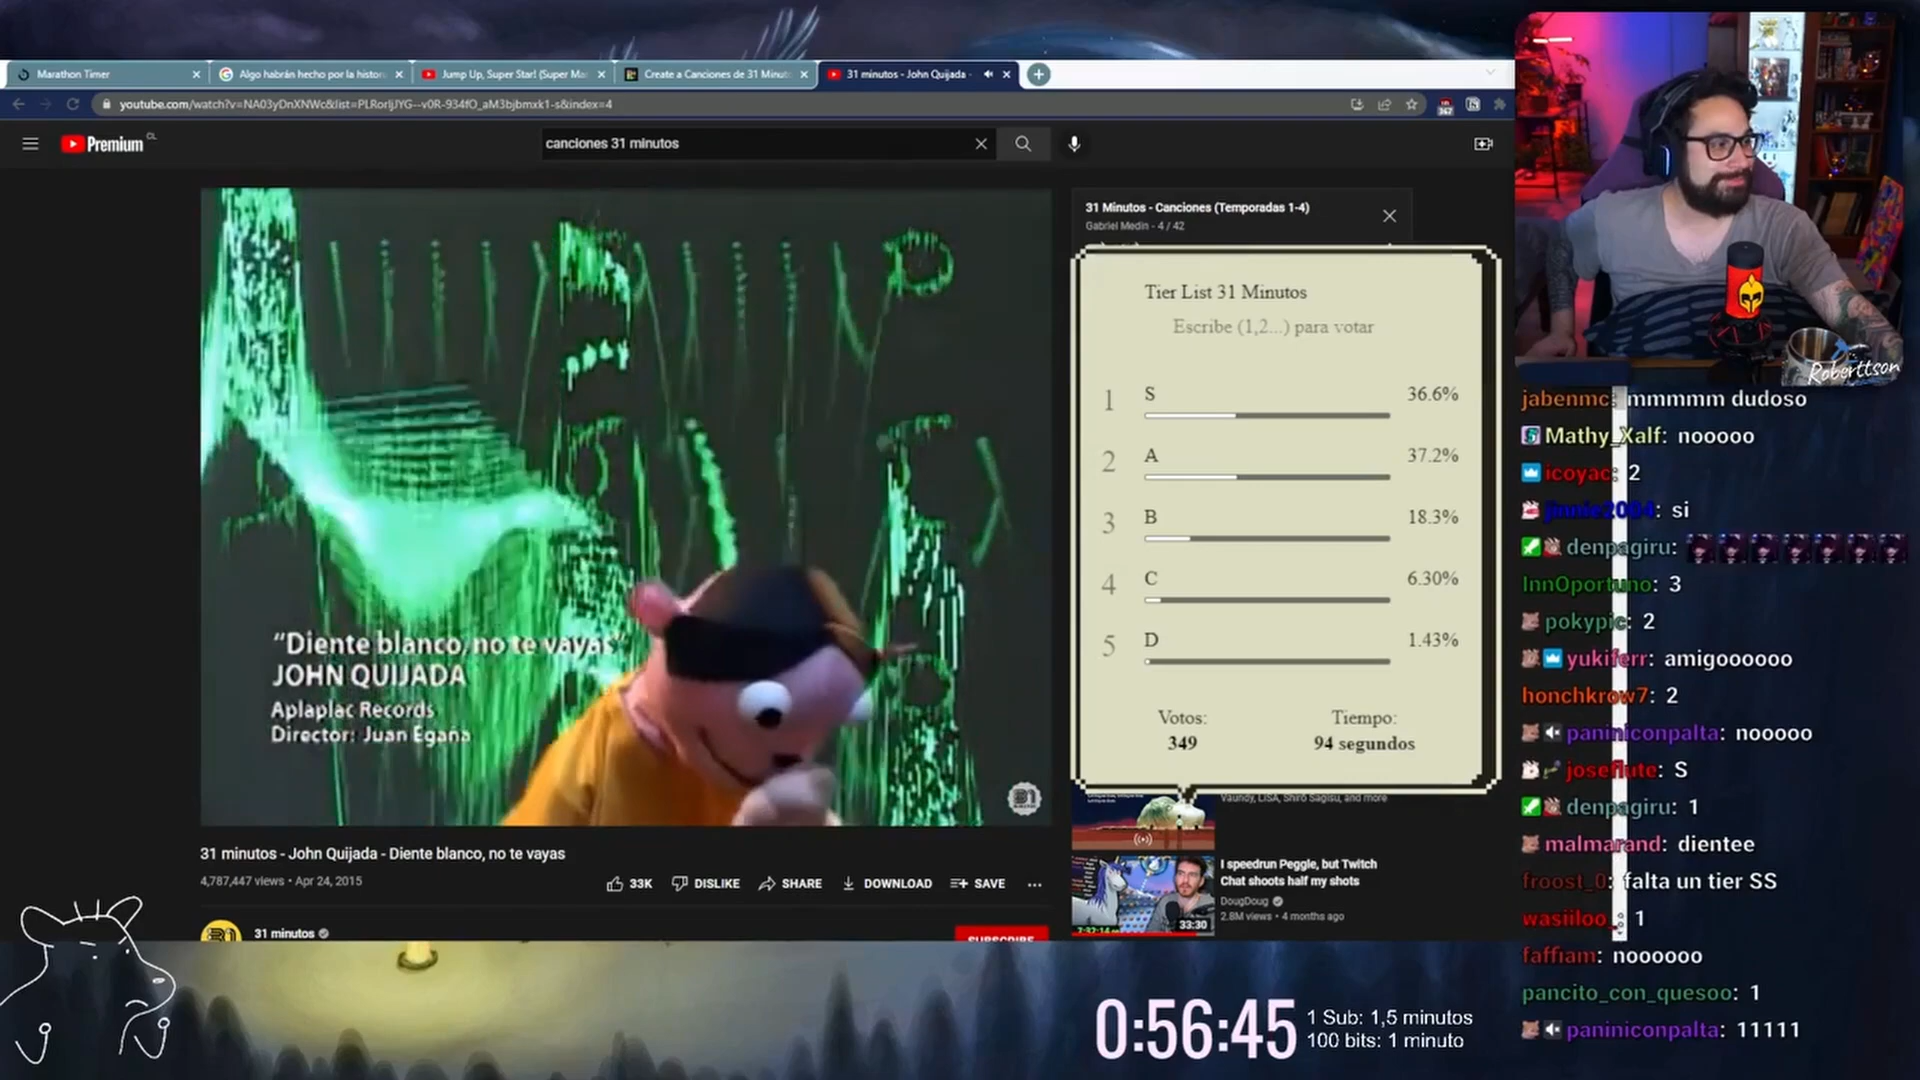 Marathon Timer
Algo habrán hecho por la histor
Jump Up, Super Star! (Super Mar
Create a Canciones de 31 Minuto
31 minutos - John Quijada -
youtube.com/watch?v=NA03yDnXNWc&list=PLRorIjJYG--v0R-934fO_aM3bjbmxk1-s&index=4
Premium CL
canciones 31 minutos
31 Minutos - Canciones (Temporadas 1-4)
Gabriel Medin - 4 / 42
Tier List 31 Minutos
Escribe (1,2...) para votar
1 S 36.6%
2 A 37.2%
3 B 18.3%
4 C 6.30%
5 D 1.43%
Votos: Tiempo:
349 94 segundos
"Diente blanco, no te vayas"
JOHN QUIJADA
Aplaplac Records
Director: Juan Egaña
31 minutos - John Quijada - Diente blanco, no te vayas
4,787,447 views • Apr 24, 2015
33K DISLIKE SHARE DOWNLOAD SAVE
31 minutos
SUBSCRIBE
Vaundy, LiSA, Shiro Sagisu, and more
I speedrun Peggle, but Twitch
Chat shoots half my shots
DougDoug
2.8M views • 4 months ago
33:30
Roberttson
jabenmc: mmmmm dudoso
Mathy_Xalf: nooooo
icoyac: 2
jinnie2004: si
denpagiru:
InnOportuno: 3
pokypic: 2
yukiferr: amigoooooo
honchkrow7: 2
paniniconpalta: nooooo
joseflute: S
denpagiru: 1
malmarand: dientee
froost_0: falta un tier SS
wasiiloo_: 1
faffiam: noooooo
pancito_con_quesoo: 1
paniniconpalta: 11111
0:56:45
1 Sub: 1,5 minutos
100 bits: 1 minuto